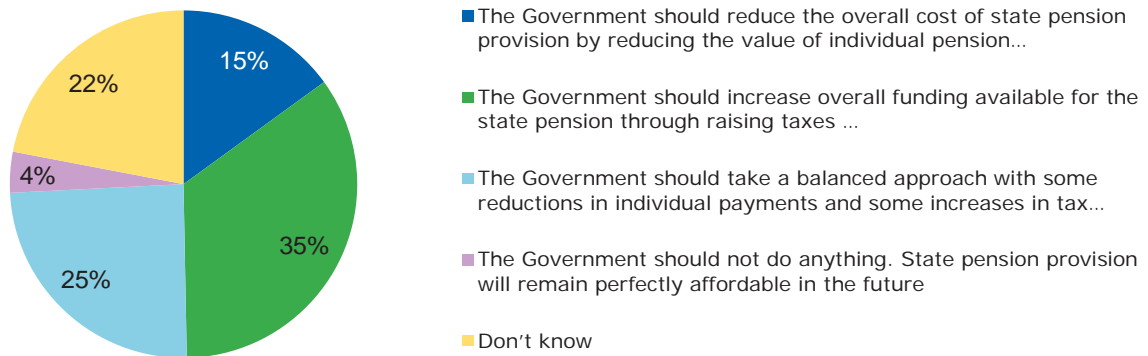 15%
22%
4%
35%
25%
The Government should reduce the overall cost of state pension
provision by reducing the value of individual pension...
The Government should increase overall funding available for the
state pension through raising taxes ...
The Government should take a balanced approach with some
reductions in individual payments and some increases in tax...
The Government should not do anything. State pension provision
will remain perfectly affordable in the future
Don't know